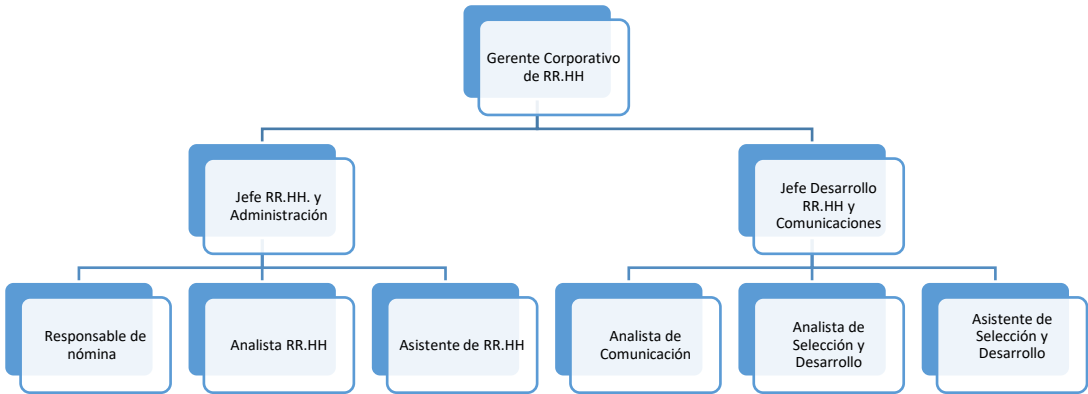 Gerente Corporativo
de RR.HH
Jefe RR.HH. y
Administración
Jefe Desarrollo
RR.HH y
Comunicaciones
Responsable de
nómina
Analista RR.HH
Asistente de RR.HH
Analista de
Comunicación
Analista de
Selección y
Desarrollo
Asistente de
Selección y
Desarrollo